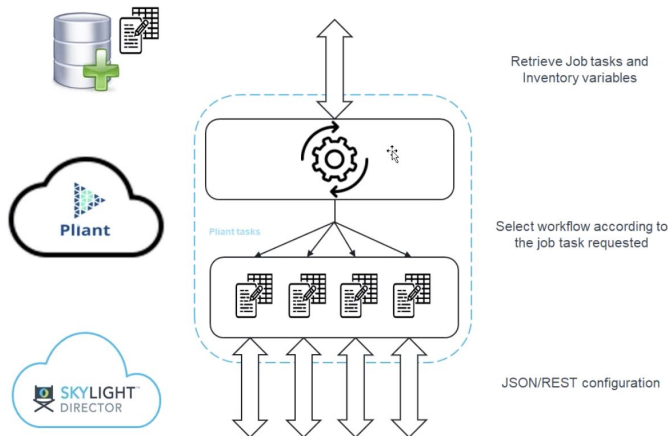 Retrieve Job tasks and
Inventory variables
Pliant
Pliant tasks
Select workflow according to
the job task requested
SKYLIGHT™
DIRECTOR
JSON/REST configuration